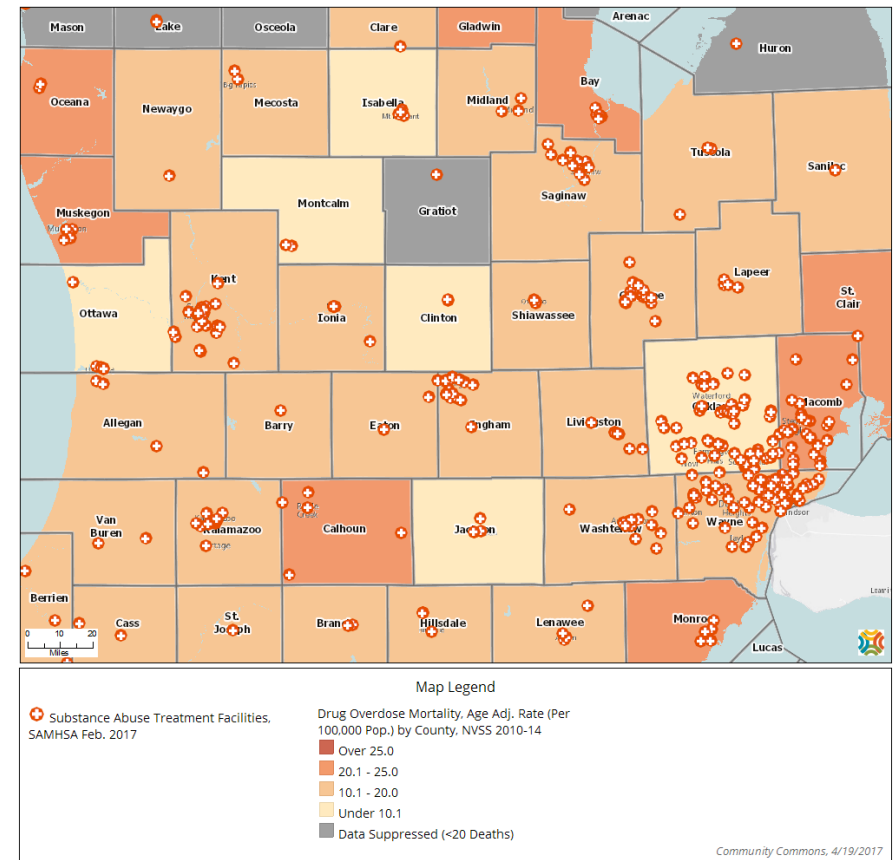 Mason
Lake
Osceola
Clare
Gladwin
Arenac
Huron
Oceana
Newaygo
Big Rapids
Mecosta
Isabella
Midland
Bay
Tuscola
Sanilac
Muskegon
Montcalm
Gratiot
Saginaw
Ottawa
Kent
Ionia
Clinton
Shiawassee
Lapeer
St.
Clair
Allegan
Barry
Eaton
Ingham
Livingston
Waterford
Macomb
Van
Buren
Kalamazoo
Calhoun
Jackson
Washtenaw
Wayne
Windsor
Berrien
Cass
St.
Joseph
Branch
Hillsdale
Lenawee
Monroe
Lucas
0 10 20
Miles
Map Legend
Substance Abuse Treatment Facilities,
SAMHSA Feb. 2017
Drug Overdose Mortality, Age Adj. Rate (Per
100,000 Pop.) by County, NVSS 2010-14
Over 25.0
20.1 - 25.0
10.1 - 20.0
Under 10.1
Data Suppressed (<20 Deaths)
Community Commons, 4/19/2017